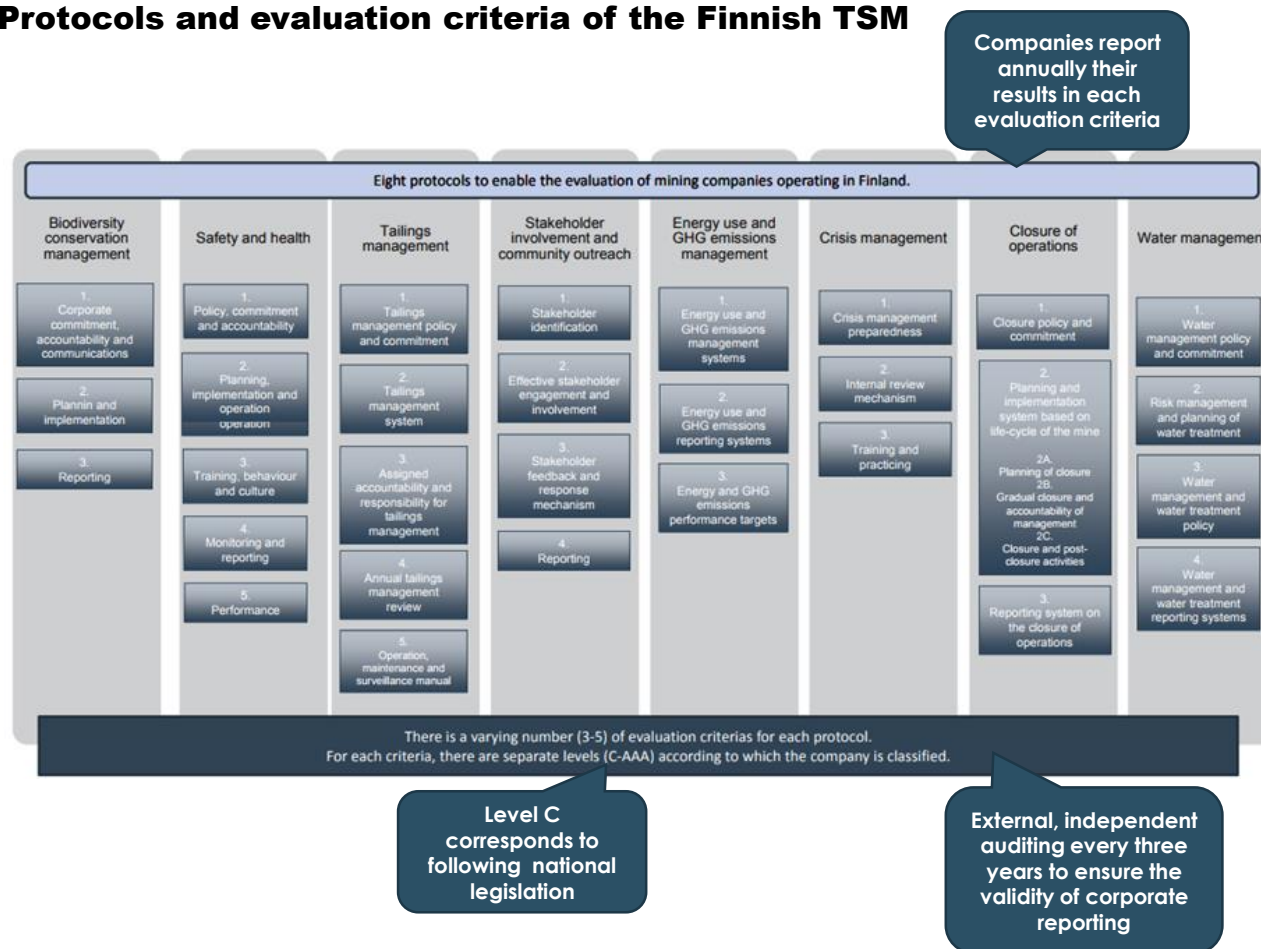 Protocols and evaluation criteria of the Finnish TSM
Companies report
annually their
results in each
evaluation criteria
Eight protocols to enable the evaluation of mining companies operating in Finland.
Biodiversity
conservation
management
1.
Corporate
commitment,
accountability and
communications
2.
Plannin and
implementation
3.
Reporting
Safety and health
1.
Policy, commitment
and accountability
2.
Planning,
implementation and
operation
operation
3.
Training, behaviour
and culture
4.
Monitoring and
reporting
5.
Performance
Tailings
management
1.
Tailings
management policy
and commitment
2.
Tailings
management
system
3.
Assigned
accountability and
responsibility for
tailings
management
4.
Annual tailings
management
review
5.
Operation,
maintenance and
surveillance manual
Stakeholder
involvement and
community outreach
1.
Stakeholder
identification
2.
Effective stakeholder
engagement and
involvement
3.
Stakeholder
feedback and
response
mechanism
4.
Reporting
Energy use and
GHG emissions
management
1.
Energy use and
GHG emissions
management
systems
2.
Energy use and
GHG emissions
reporting systems
3.
Energy and GHG
emissions
performance targets
Crisis management
1.
Crisis management
preparedness
2.
Internal review
mechanism
3.
Training and
practicing
Closure of
operations
1.
Closure policy and
commitment
2.
Planning and
implementation
system based on
life-cycle of the mine
2A.
Planning of closure
2B.
Gradual closure and
accountability of
management
2C.
Closure and post-
closure activities
3.
Reporting system on
the closure of
operations
Water managemen
1.
Water
management policy
and commitment
2.
Risk management
and planning of
water treatment
3.
Water
management and
water treatment
policy
4.
Water
management and
water treatment
reporting systems
There is a varying number (3-5) of evaluation criterias for each protocol.
For each criteria, there are separate levels (C-AAA) according to which the company is classified.
Level C
corresponds to
following national
legislation
External, independent
auditing every three
years to ensure the
validity of corporate
reporting